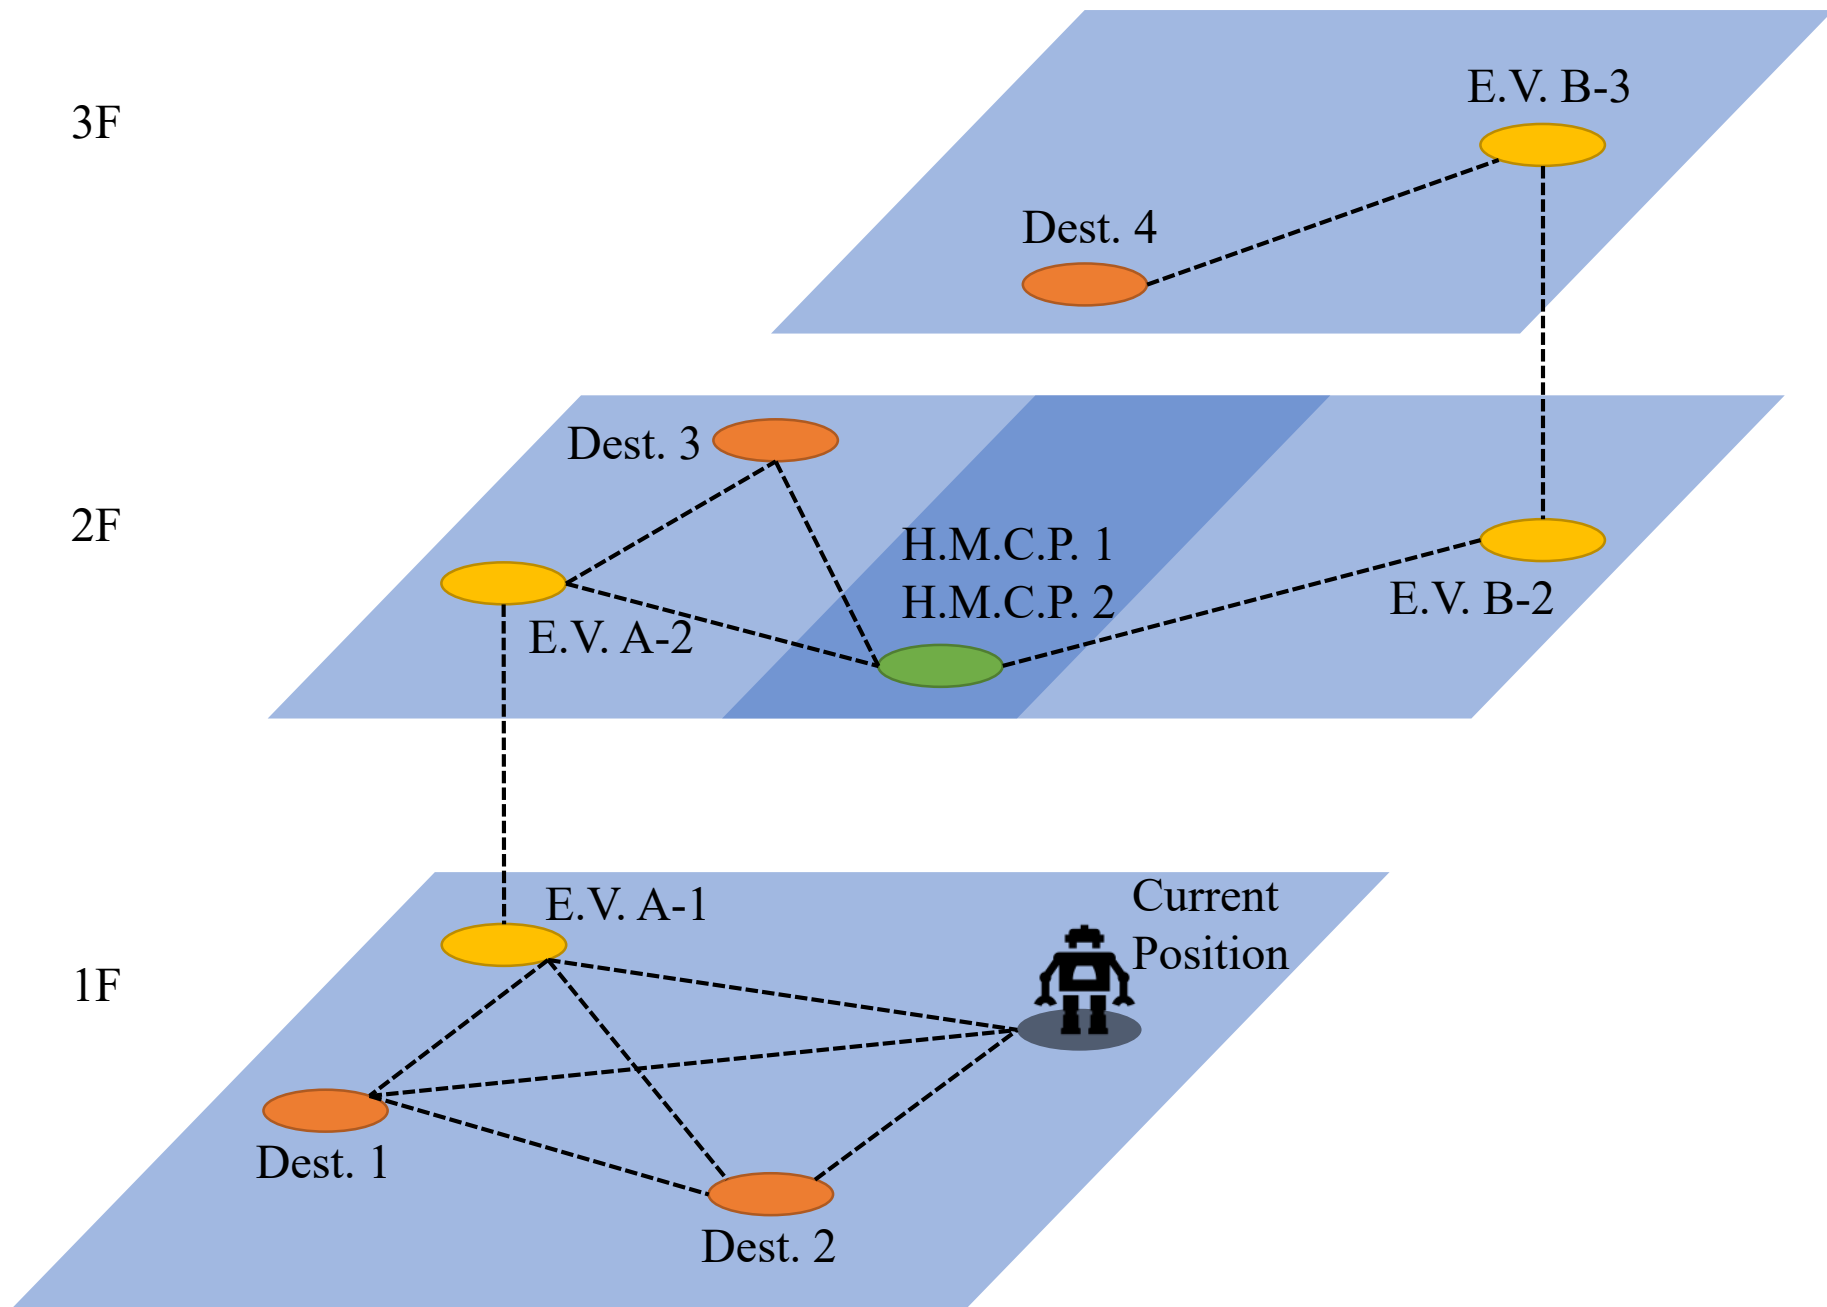 3F
E.V. B-3
Dest. 4
2F
Dest. 3
H.M.C.P. 1
H.M.C.P. 2
E.V. B-2
E.V. A-2
1F
E.V. A-1
Current
Position
Dest. 1
Dest. 2